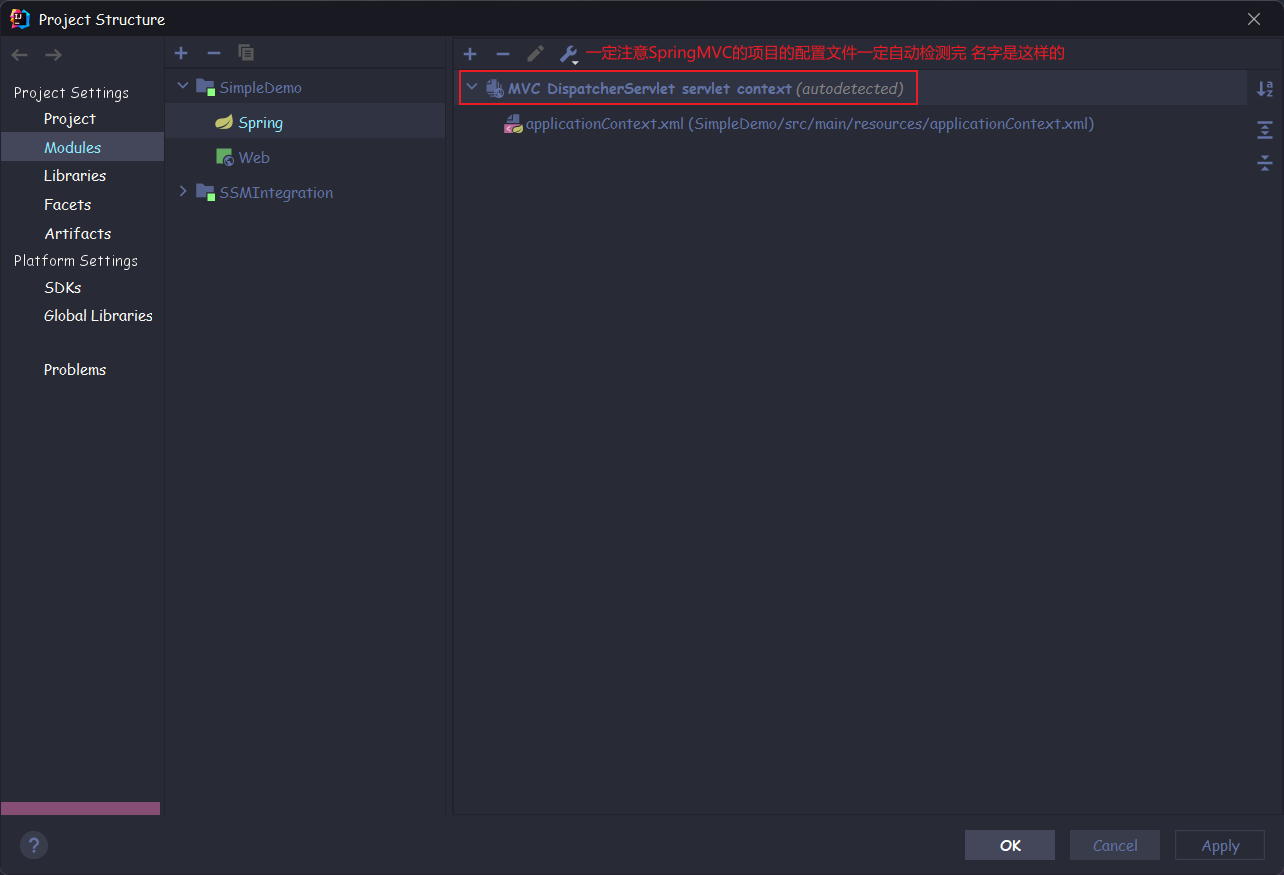 Project Structure
Project Settings
Project
Modules
Libraries
Facets
Artifacts
Platform Settings
SDKs
Global Libraries
Problems
SimpleDemo
Spring
Web
SSMIntegration
一定注意SpringMVC的项目的配置文件一定自动检测完 名字是这样的
MVC DispatcherServlet servlet context (autodetected)
applicationContext.xml (SimpleDemo/src/main/resources/applicationContext.xml)
?
OK
Cancel
Apply